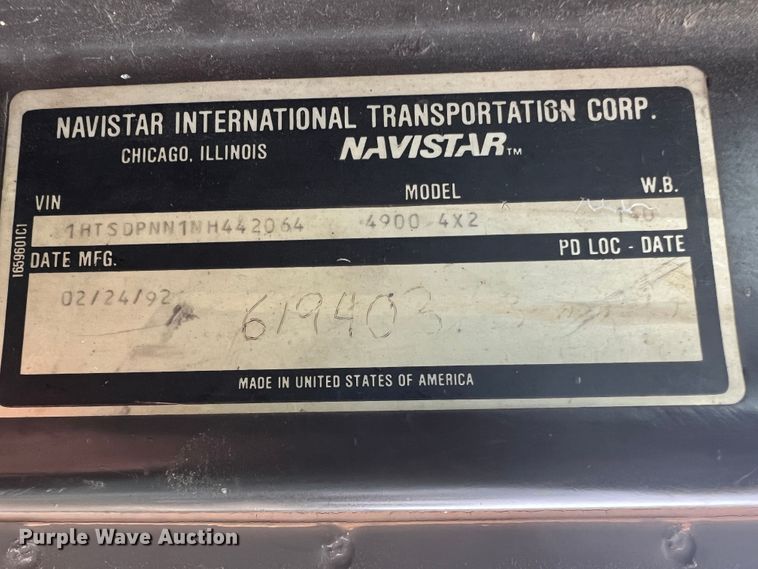 NAVISTAR INTERNATIONAL TRANSPORTATION CORP.
CHICAGO, ILLINOIS NAVISTAR™
VIN MODEL W.B.
1HTSDPNN1NH442064 4900 4X2 140
1659601C1
DATE MFG. PD LOC - DATE
02/24/92
619403
MADE IN UNITED STATES OF AMERICA
Purple Wave Auction